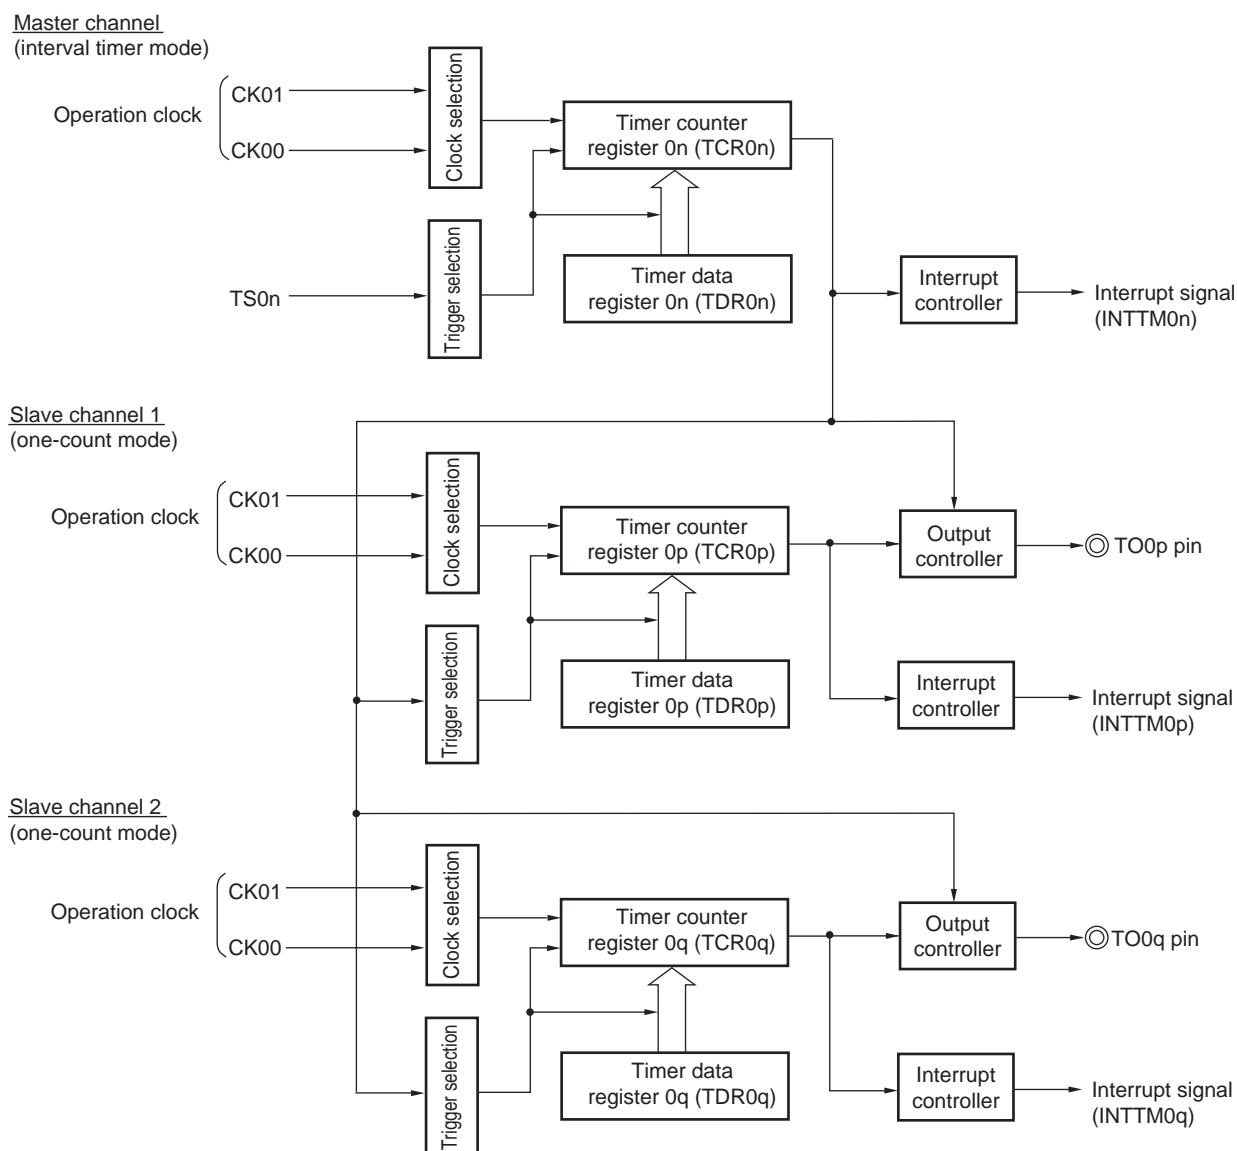 Master channel
(interval timer mode)
Operation clock
CK01
CK00
Clock selection
Timer counter
register 0n (TCR0n)
TS0n
Trigger selection
Timer data
register 0n (TDR0n)
Interrupt
controller
Interrupt signal
(INTTM0n)
Slave channel 1
(one-count mode)
Operation clock
CK01
CK00
Clock selection
Timer counter
register 0p (TCR0p)
Output
controller
TO0p pin
Trigger selection
Timer data
register 0p (TDR0p)
Interrupt
controller
Interrupt signal
(INTTM0p)
Slave channel 2
(one-count mode)
Operation clock
CK01
CK00
Clock selection
Timer counter
register 0q (TCR0q)
Output
controller
TO0q pin
Trigger selection
Timer data
register 0q (TDR0q)
Interrupt
controller
Interrupt signal
(INTTM0q)